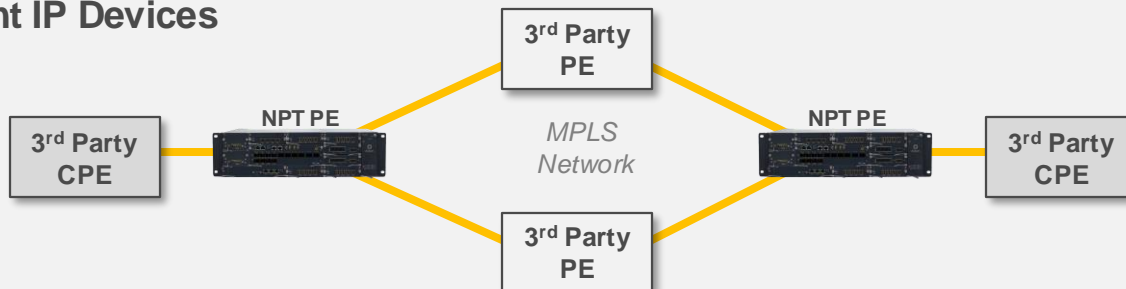 nt IP Devices
3rd Party
PE
NPT PE
NPT PE
3rd Party
CPE
MPLS
Network
3rd Party
CPE
3rd Party
PE